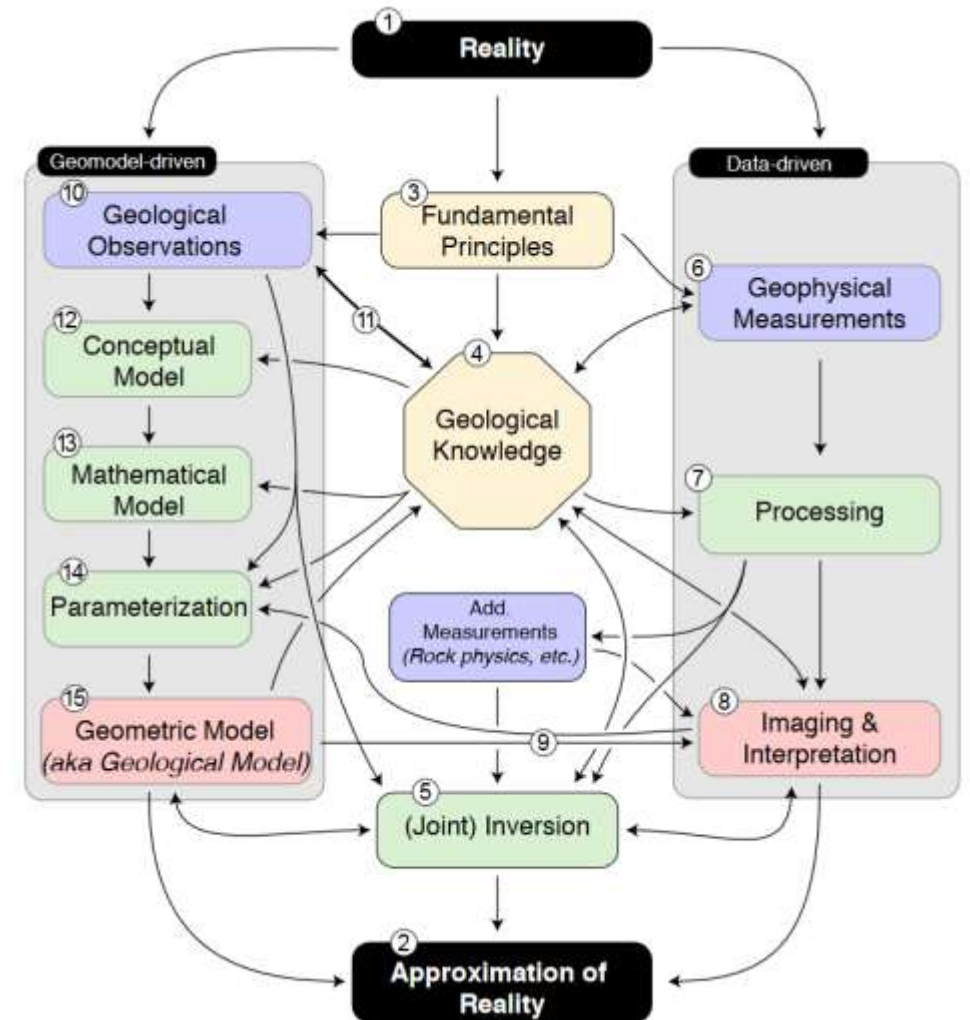 1
Reality
Geomodel-driven
Data-driven
10
Geological
Observations
3
Fundamental
Principles
6
Geophysical
Measurements
11
12
Conceptual
Model
4
Geological
Knowledge
13
Mathematical
Model
7
Processing
14
Parameterization
Add.
Measurements
(Rock physics, etc.)
15
Geometric Model
(aka Geological Model)
9
8
Imaging &
Interpretation
5
(Joint) Inversion
2
Approximation of
Reality